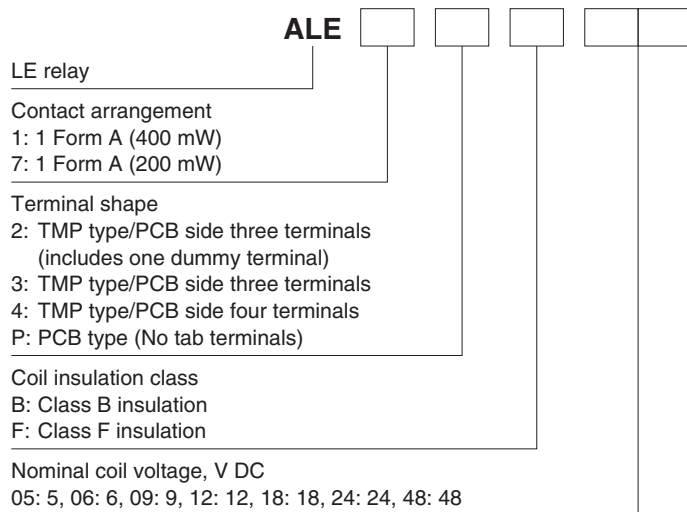 ALE
LE relay
Contact arrangement
1: 1 Form A (400 mW)
7: 1 Form A (200 mW)
Terminal shape
2: TMP type/PCB side three terminals
(includes one dummy terminal)
3: TMP type/PCB side three terminals
4: TMP type/PCB side four terminals
P: PCB type (No tab terminals)
Coil insulation class
B: Class B insulation
F: Class F insulation
Nominal coil voltage, V DC
05: 5, 06: 6, 09: 9, 12: 12, 18: 18, 24: 24, 48: 48